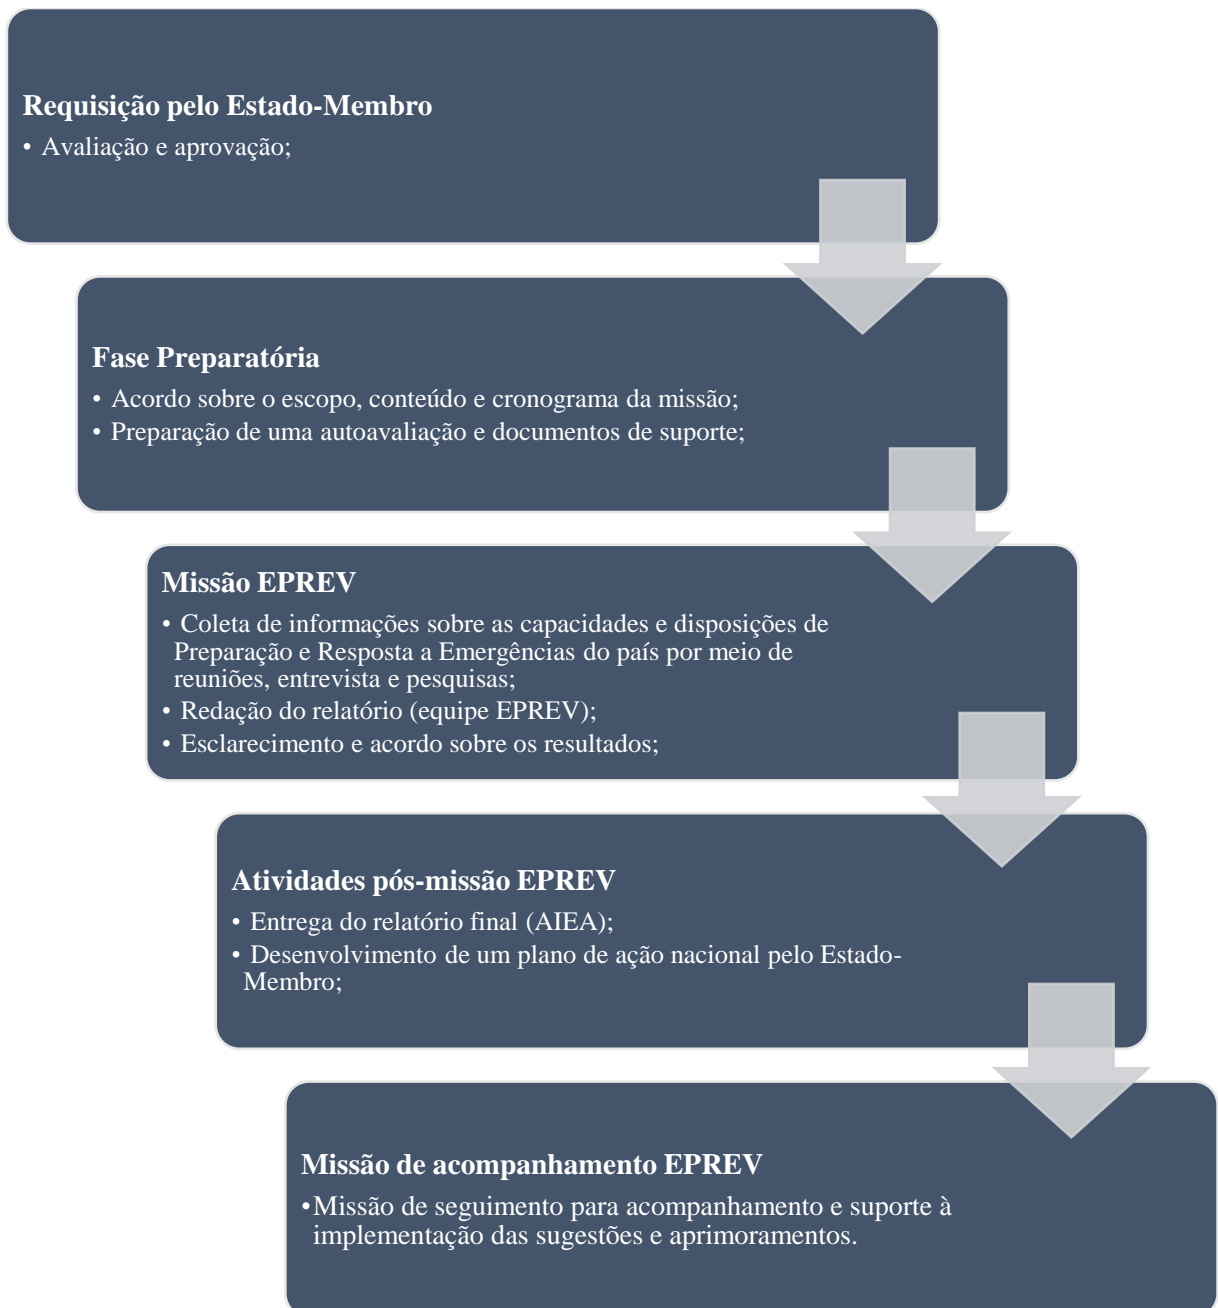 Requisição pelo Estado-Membro
• Avaliação e aprovação;
Fase Preparatória
• Acordo sobre o escopo, conteúdo e cronograma da missão;
• Preparação de uma autoavaliação e documentos de suporte;
Missão EPREV
• Coleta de informações sobre as capacidades e disposições de
Preparação e Resposta a Emergências do país por meio de
reuniões, entrevista e pesquisas;
• Redação do relatório (equipe EPREV);
• Esclarecimento e acordo sobre os resultados;
Atividades pós-missão EPREV
• Entrega do relatório final (AIEA);
• Desenvolvimento de um plano de ação nacional pelo Estado-
Membro;
Missão de acompanhamento EPREV
•Missão de seguimento para acompanhamento e suporte à
implementação das sugestões e aprimoramentos.